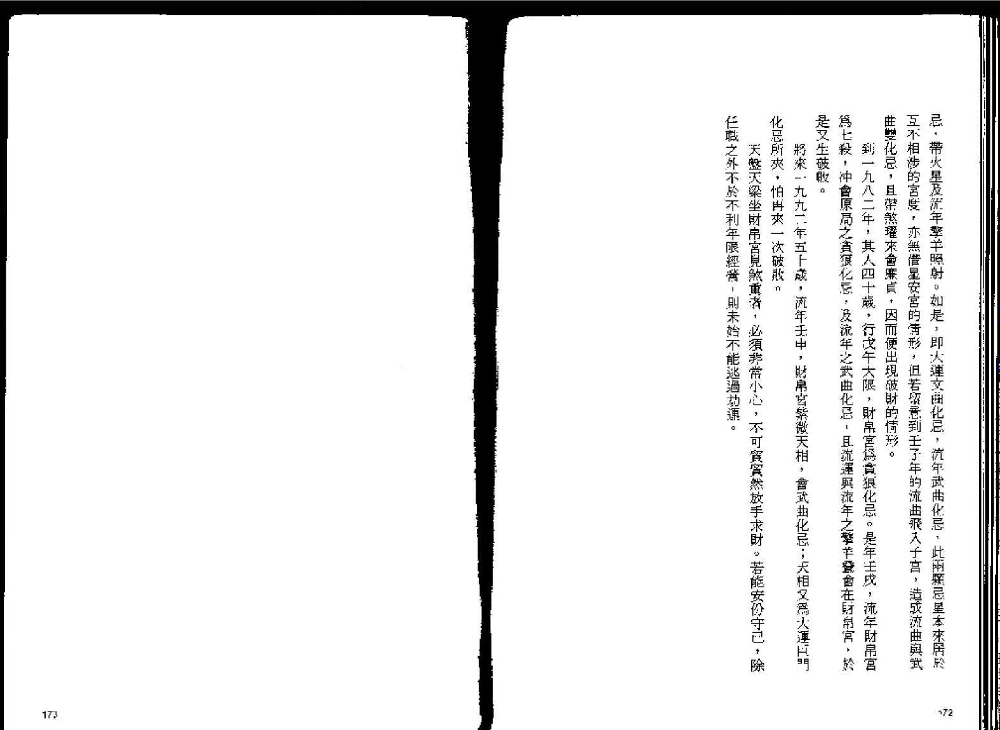 忌,帶火星及流年擎羊照射。如是,即大運文曲化忌,流年武曲化忌,此兩顆忌星本來居於
互不相涉的宮度,亦無借星安宮的情形,但若留意到壬子年的流曲飛入子宮,造成流曲與武
曲雙化忌,且帶煞曜來會廉貞,因而便出現破財的情形。
到一九八二年,其人四十歲,行戊午大限,財帛宮爲貪狼化忌。是年壬戌,流年財帛宮
爲七殺,冲會原局之貪狼化忌,及流年之武曲化忌,且流運與流年之擎羊疊會在財帛宮,於
是又生破敗。
將來一九九二年五十歲,流年壬申,財帛宮紫微天相,會武曲化忌;天相又爲大運巨門
化忌所夾,怕再來一次破敗。
天盤天梁坐財帛宮見煞重者,必須非常小心,不可貿貿然放手求財。若能安份守己,除
任職之外不於不利年限經營,則未始不能逃過劫運。
172
173